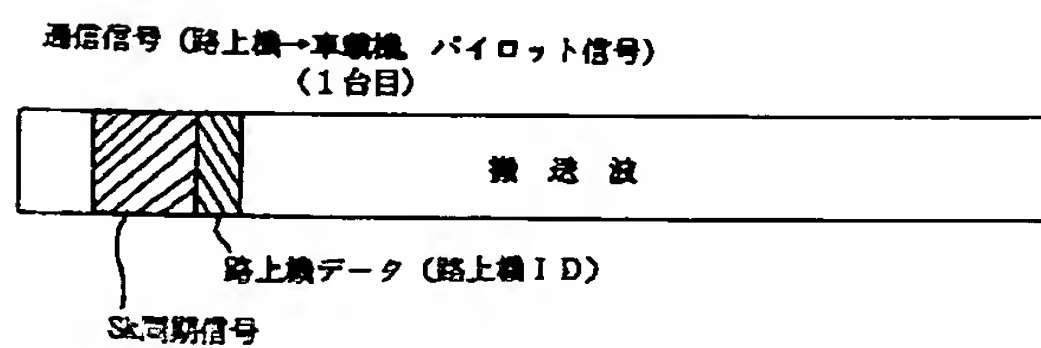 通信信号(路上機→車載機 パイロット信号)
(1台目)
搬 送 波
路上機データ(路上機ID)
Sk同期信号